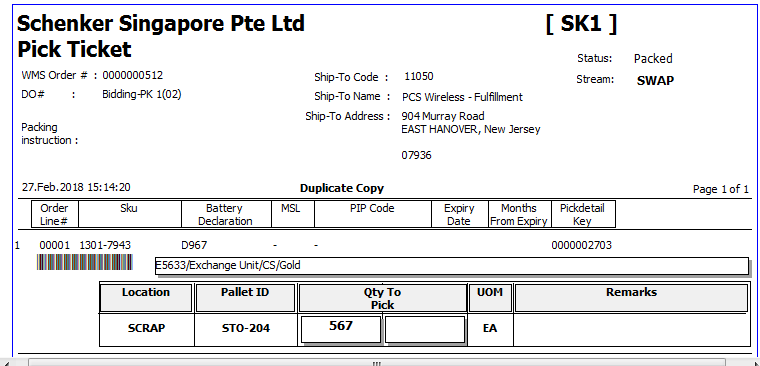 Schenker Singapore Pte Ltd [ SK1 ]
Pick Ticket
Status: Packed
WMS Order # : 0000000512 Ship-To Code : 11050 Stream: SWAP
DO# : Bidding-PK 1(02) Ship-To Name : PCS Wireless - Fulfillment
Ship-To Address : 904 Murray Road
Packing EAST HANOVER, New Jersey
instruction :
07936
27.Feb.2018 15:14:20 Duplicate Copy Page 1 of 1
Order Sku Battery MSL PIP Code Expiry Months Pickdetail
Line# Declaration Date From Expiry Key
1 00001 1301-7943 D967 - - 0000002703
E5633/Exchange Unit/CS/Gold
Location Pallet ID Qty To UOM Remarks
Pick
SCRAP STO-204 567 EA